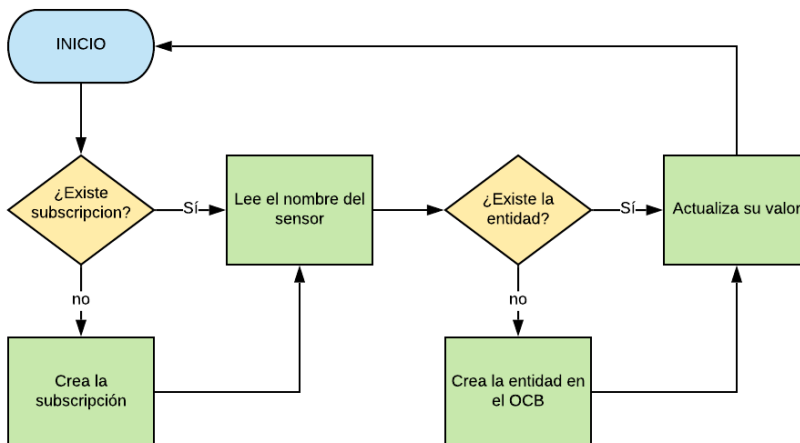 INICIO
¿Existe
subscripcion?
Sí
Lee el nombre del
sensor
¿Existe la
entidad?
Sí
Actualiza su valor
no
no
Crea la
subscripción
Crea la entidad en
el OCB